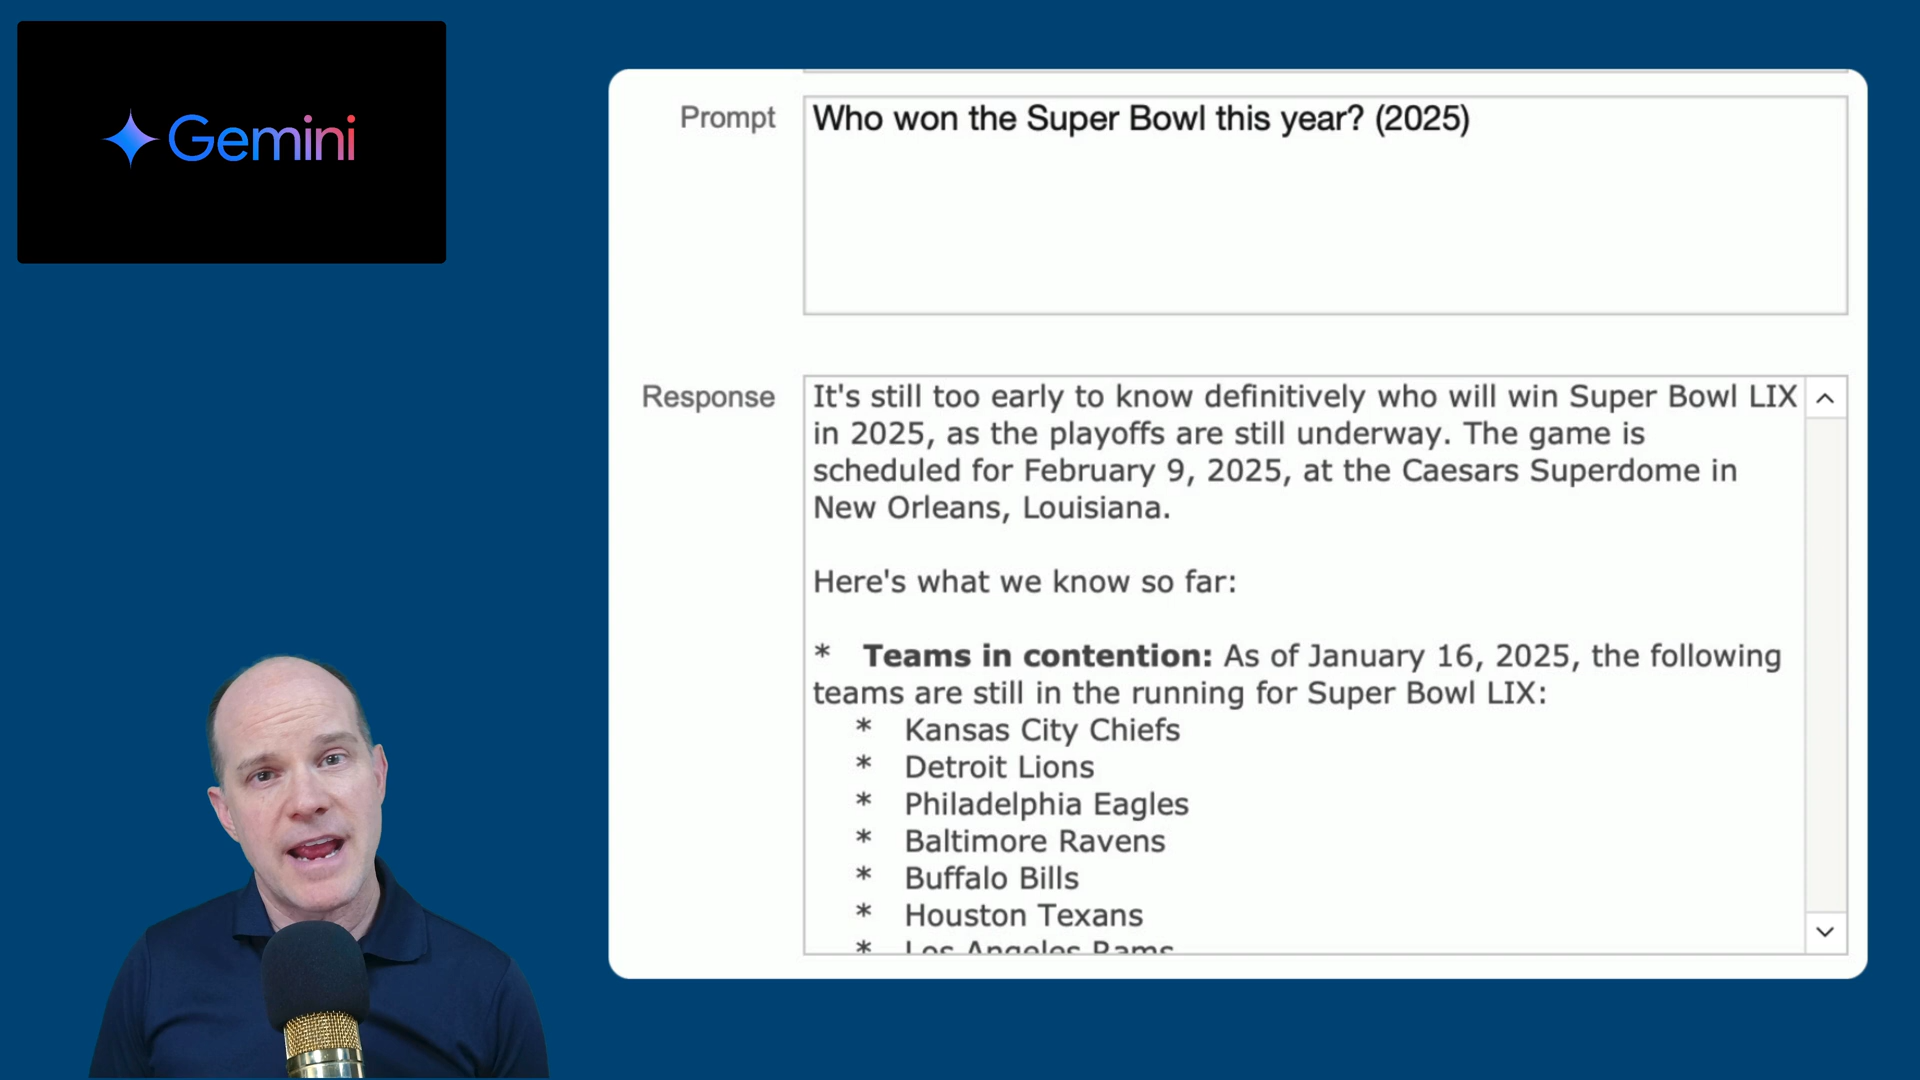 Gemini
Prompt
Who won the Super Bowl this year? (2025)
Response
It's still too early to know definitively who will win Super Bowl LIX
in 2025, as the playoffs are still underway. The game is
scheduled for February 9, 2025, at the Caesars Superdome in
New Orleans, Louisiana.
Here's what we know so far:
* Teams in contention: As of January 16, 2025, the following
teams are still in the running for Super Bowl LIX:
* Kansas City Chiefs
* Detroit Lions
* Philadelphia Eagles
* Baltimore Ravens
* Buffalo Bills
* Houston Texans
* Los Angeles Rams